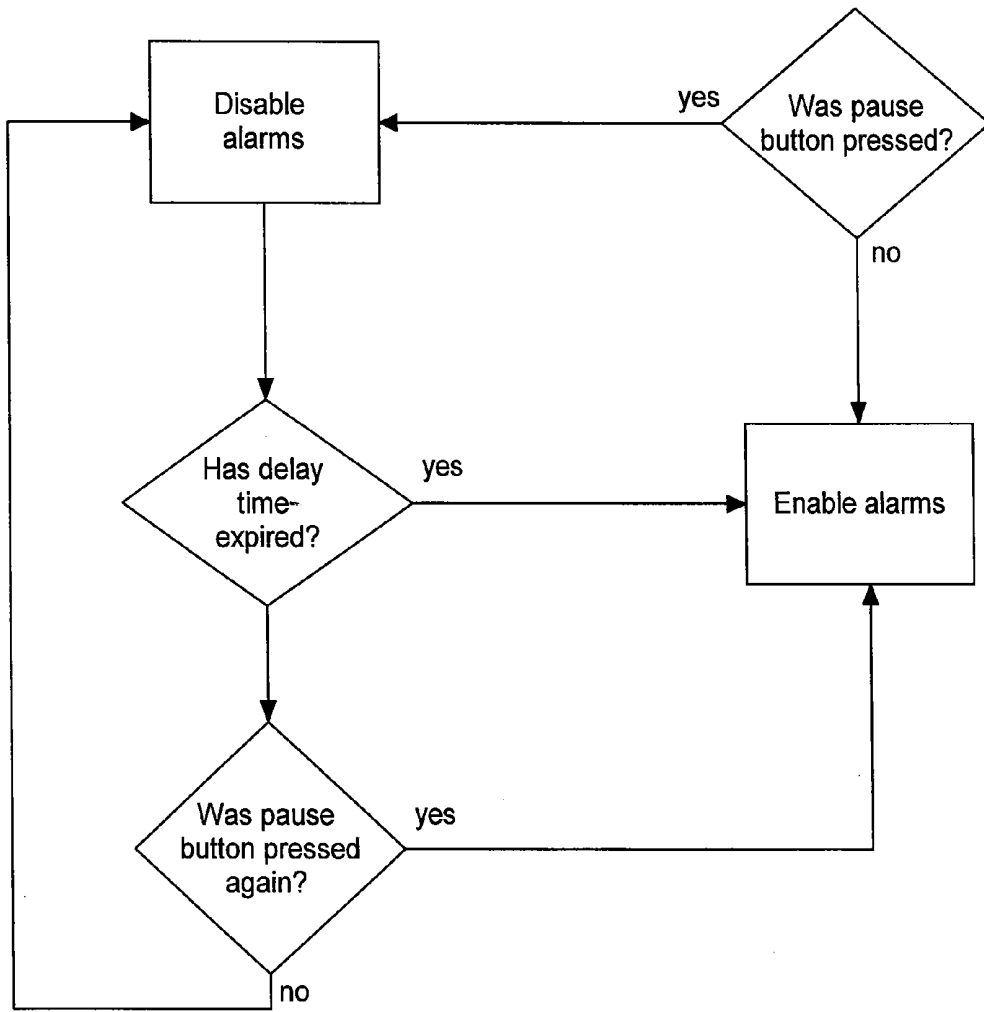 Disable
alarms
yes
Was pause
button pressed?
no
Has delay
time-
expired?
yes
Enable alarms
Was pause
button pressed
again?
yes
no